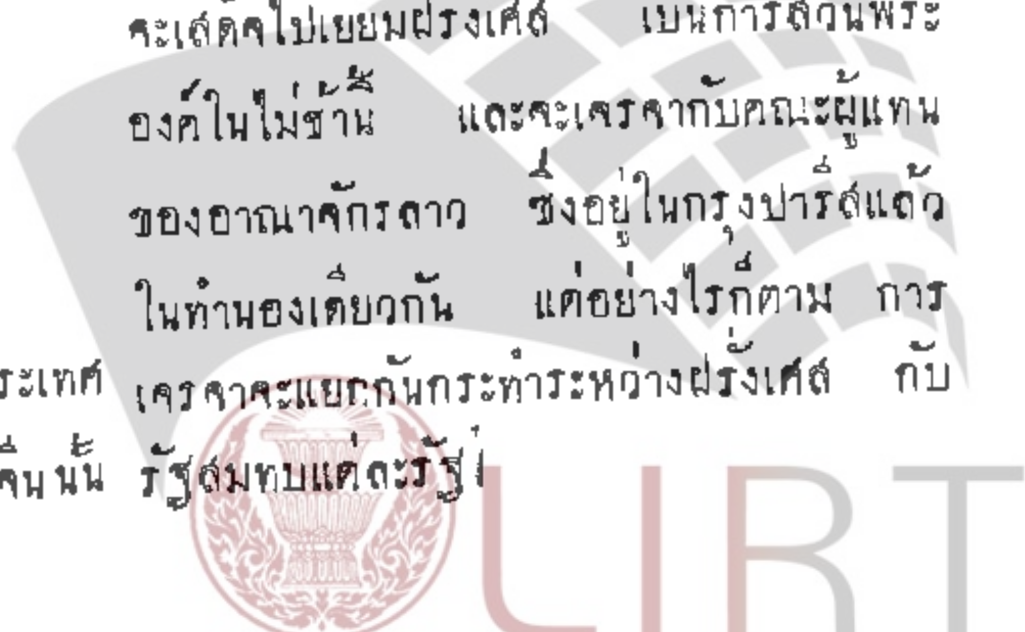 จะเสด็จไปเยยมฝรงเศส เป็นการส่วนพระ
องค์ในไม่ช้านี้ และจะเจรจากับคณะผู้แทน
ของอาณาจักรลาว ซึ่งอยู่ในกรุงปารีสแล้ว
ในทำนองเดียวกัน แต่อย่างไรก็ตาม การ
ระเทศ เจรจาจะแยกกันกระทำระหว่างฝรั่งเศส กับ
จีนนั้น รัฐสมทบแต่ละรัฐ
LIRT